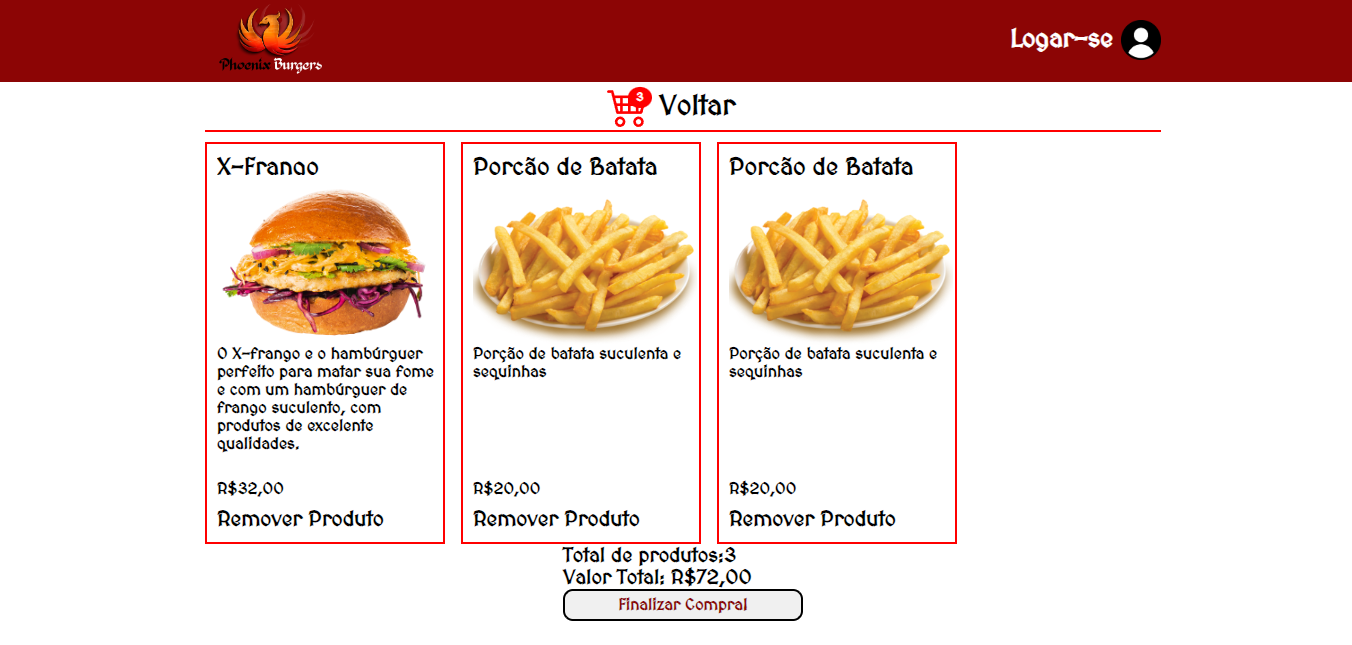 Phoenix Burgers
Logar-se
3
Voltar
X-Frango
Porcão de Batata
Porcão de Batata
O X-frango e o hambúrguer
perfeito para matar sua fome
e com um hambúrguer de
frango suculento, com
produtos de excelente
qualidades.
R$32,00
Remover Produto
Porção de batata suculenta e
sequinhas
R$20,00
Remover Produto
Porção de batata suculenta e
sequinhas
R$20,00
Remover Produto
Total de produtos:3
Valor Total: R$72,00
Finalizar Compra!